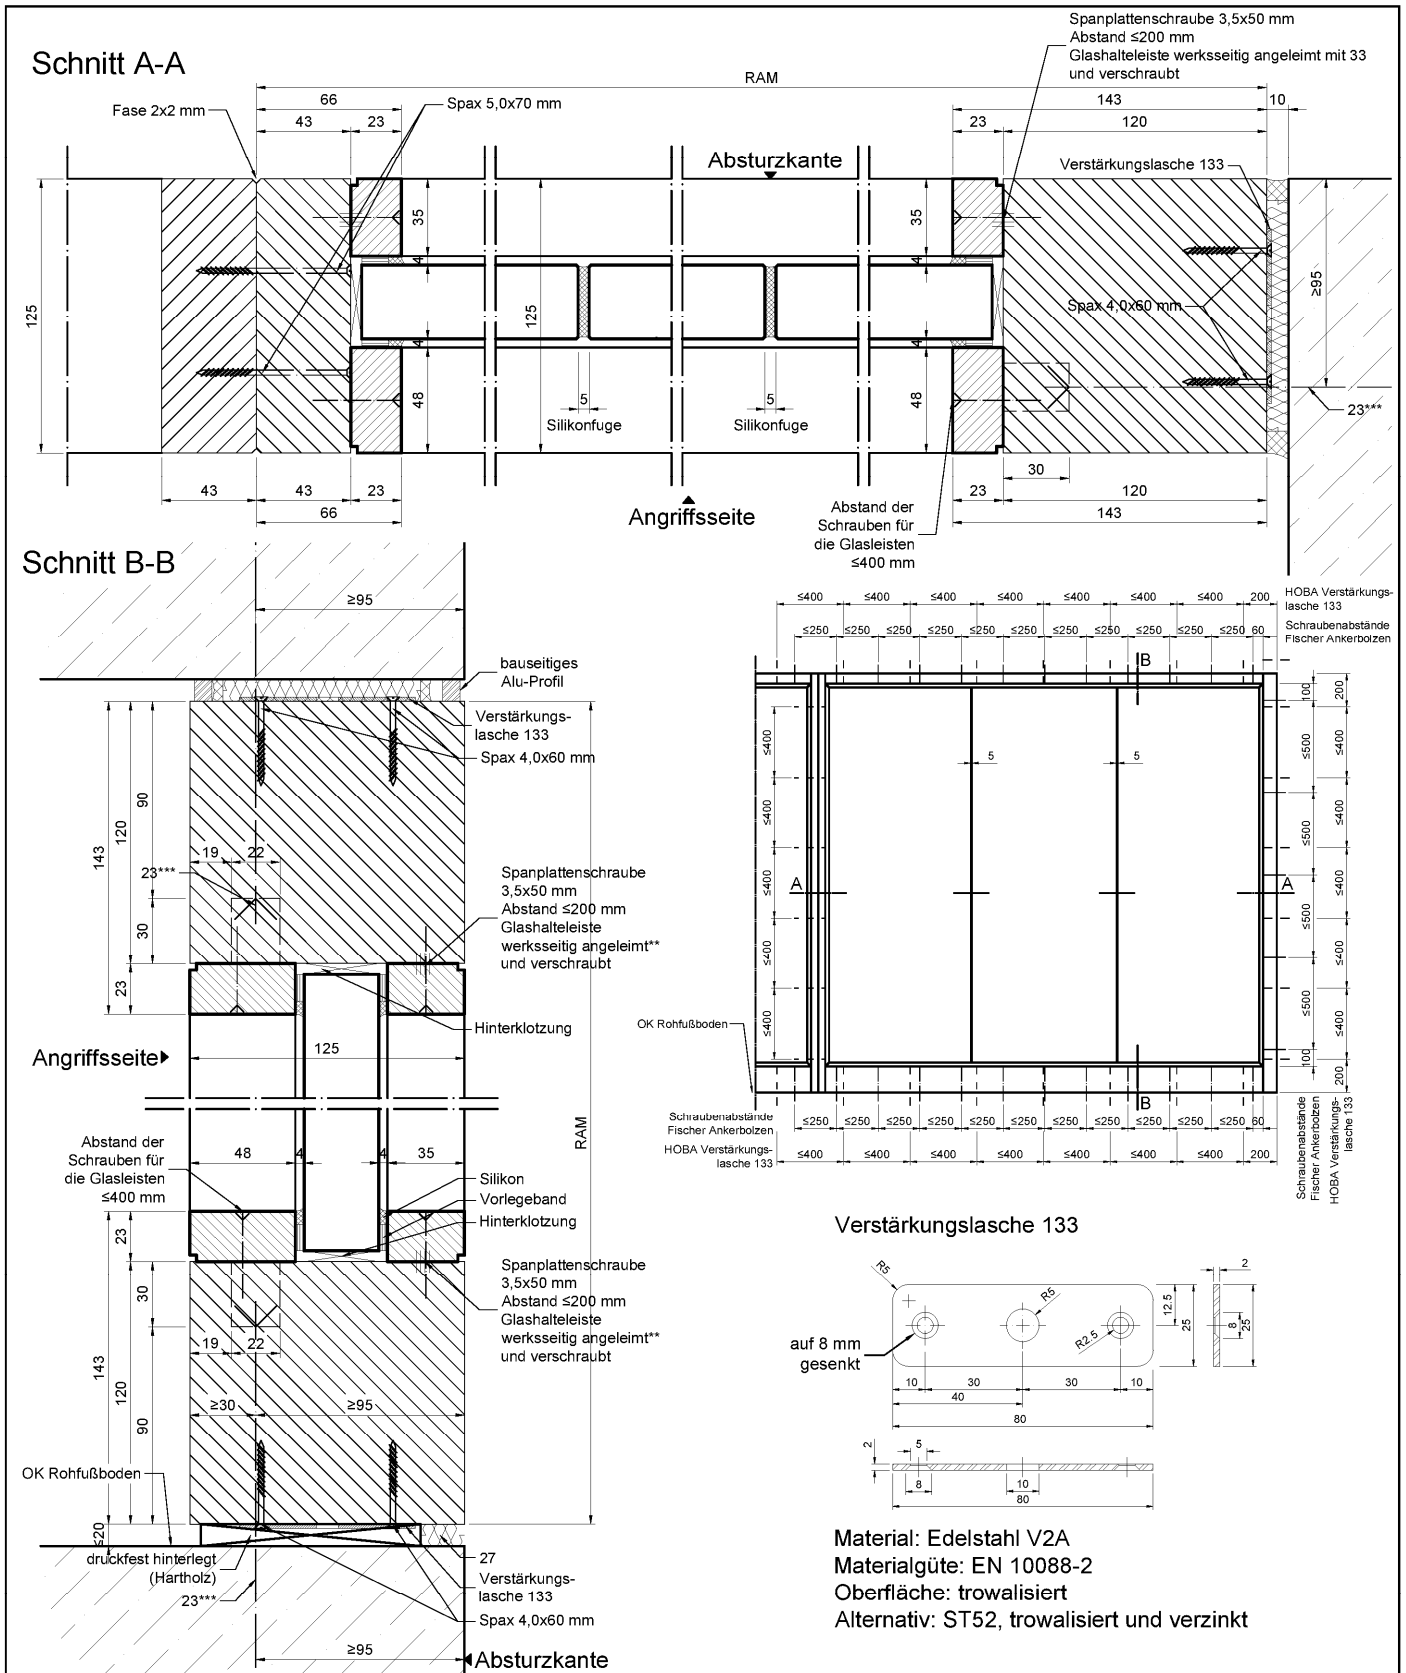 Schnitt A-A
Spanplattenschraube 3,5x50 mm
Abstand ≤200 mm
Glashalteleiste werksseitig angeleimt mit 33
und verschraubt
RAM
Fase 2x2 mm
66
Spax 5,0x70 mm
143
10
43
23
23
120
Absturzkante
Verstärkungslasche 133
125
35
4
125
4
48
35
4
4
48
Spax 4,0x60 mm
≥95
23***
5
Silikonfuge
5
Silikonfuge
30
43
43
23
66
23
120
143
Angriffsseite
Abstand der
Schrauben für
die Glasleisten
≤400 mm
Schnitt B-B
≥95
bauseitiges
Alu-Profil
Verstärkungs-
lasche 133
Spax 4,0x60 mm
143
120
90
19
22
23***
30
23
Spanplattenschraube
3,5x50 mm
Abstand ≤200 mm
Glashalteleiste
werksseitig angeleimt**
und verschraubt
Hinterklotzung
Angriffsseite
125
RAM
Abstand der
Schrauben für
die Glasleisten
≤400 mm
48
4
4
35
Silikon
Vorlegeband
Hinterklotzung
23
30
143
120
90
19
22
Spanplattenschraube
3,5x50 mm
Abstand ≤200 mm
Glashalteleiste
werksseitig angeleimt**
und verschraubt
≥30
≥95
OK Rohfußboden
≤20
druckfest hinterlegt
(Hartholz)
23***
27
Verstärkungs-
lasche 133
Spax 4,0x60 mm
≥95
Absturzkante
≤400 ≤400 ≤400 ≤400 ≤400 ≤400 ≤400 200
HOBA Verstärkungs-
lasche 133
≤250 ≤250 ≤250 ≤250 ≤250 ≤250 ≤250 ≤250 ≤250 ≤250 ≤250 60
Schraubenabstände
Fischer Ankerbolzen
B
100
200
≤400
≤400
≤400
≤400
≤400
5
5
≤500
≤500
≤500
≤500
100
≤400
≤400
≤400
≤400
≤400
200
A
A
OK Rohfußboden
B
Schraubenabstände
Fischer Ankerbolzen
≤250 ≤250 ≤250 ≤250 ≤250 ≤250 ≤250 ≤250 ≤250 ≤250 ≤250 60
HOBA Verstärkungs-
lasche 133
≤400 ≤400 ≤400 ≤400 ≤400 ≤400 ≤400 200
Schraubenabstände
Fischer Ankerbolzen
HOBA Verstärkungs-
lasche 133
Verstärkungslasche 133
R5
R5
R2.5
auf 8 mm
gesenkt
12.5
25
2
8
25
10
30
30
10
40
80
2
5
8
10
80
Material: Edelstahl V2A
Materialgüte: EN 10088-2
Oberfläche: trowalisiert
Alternativ: ST52, trowalisiert und verzinkt